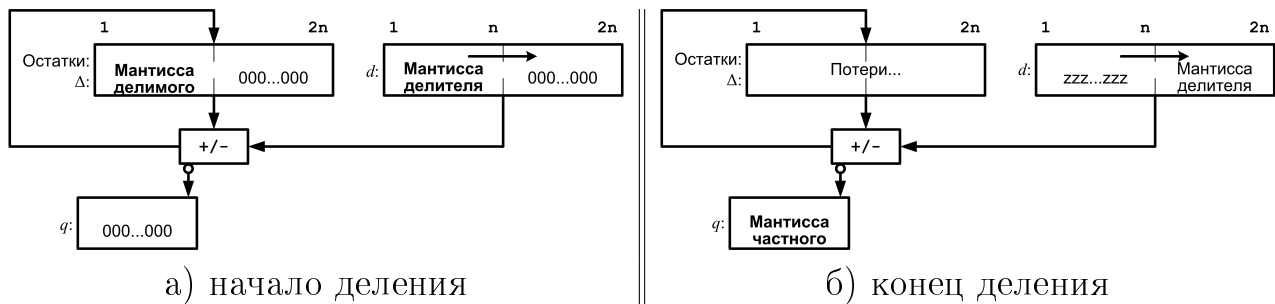 1 2n
Остатки:
Δ:
Мантисса
делимого
000...000
1 n 2n
d:
Мантисса
делителя
000...000
+/-
q:
000...000
а) начало деления
1 2n
Остатки:
Δ:
Потери...
1 n 2n
d:
zzz...zzz
Мантисса
делителя
+/-
q:
Мантисса
частного
б) конец деления